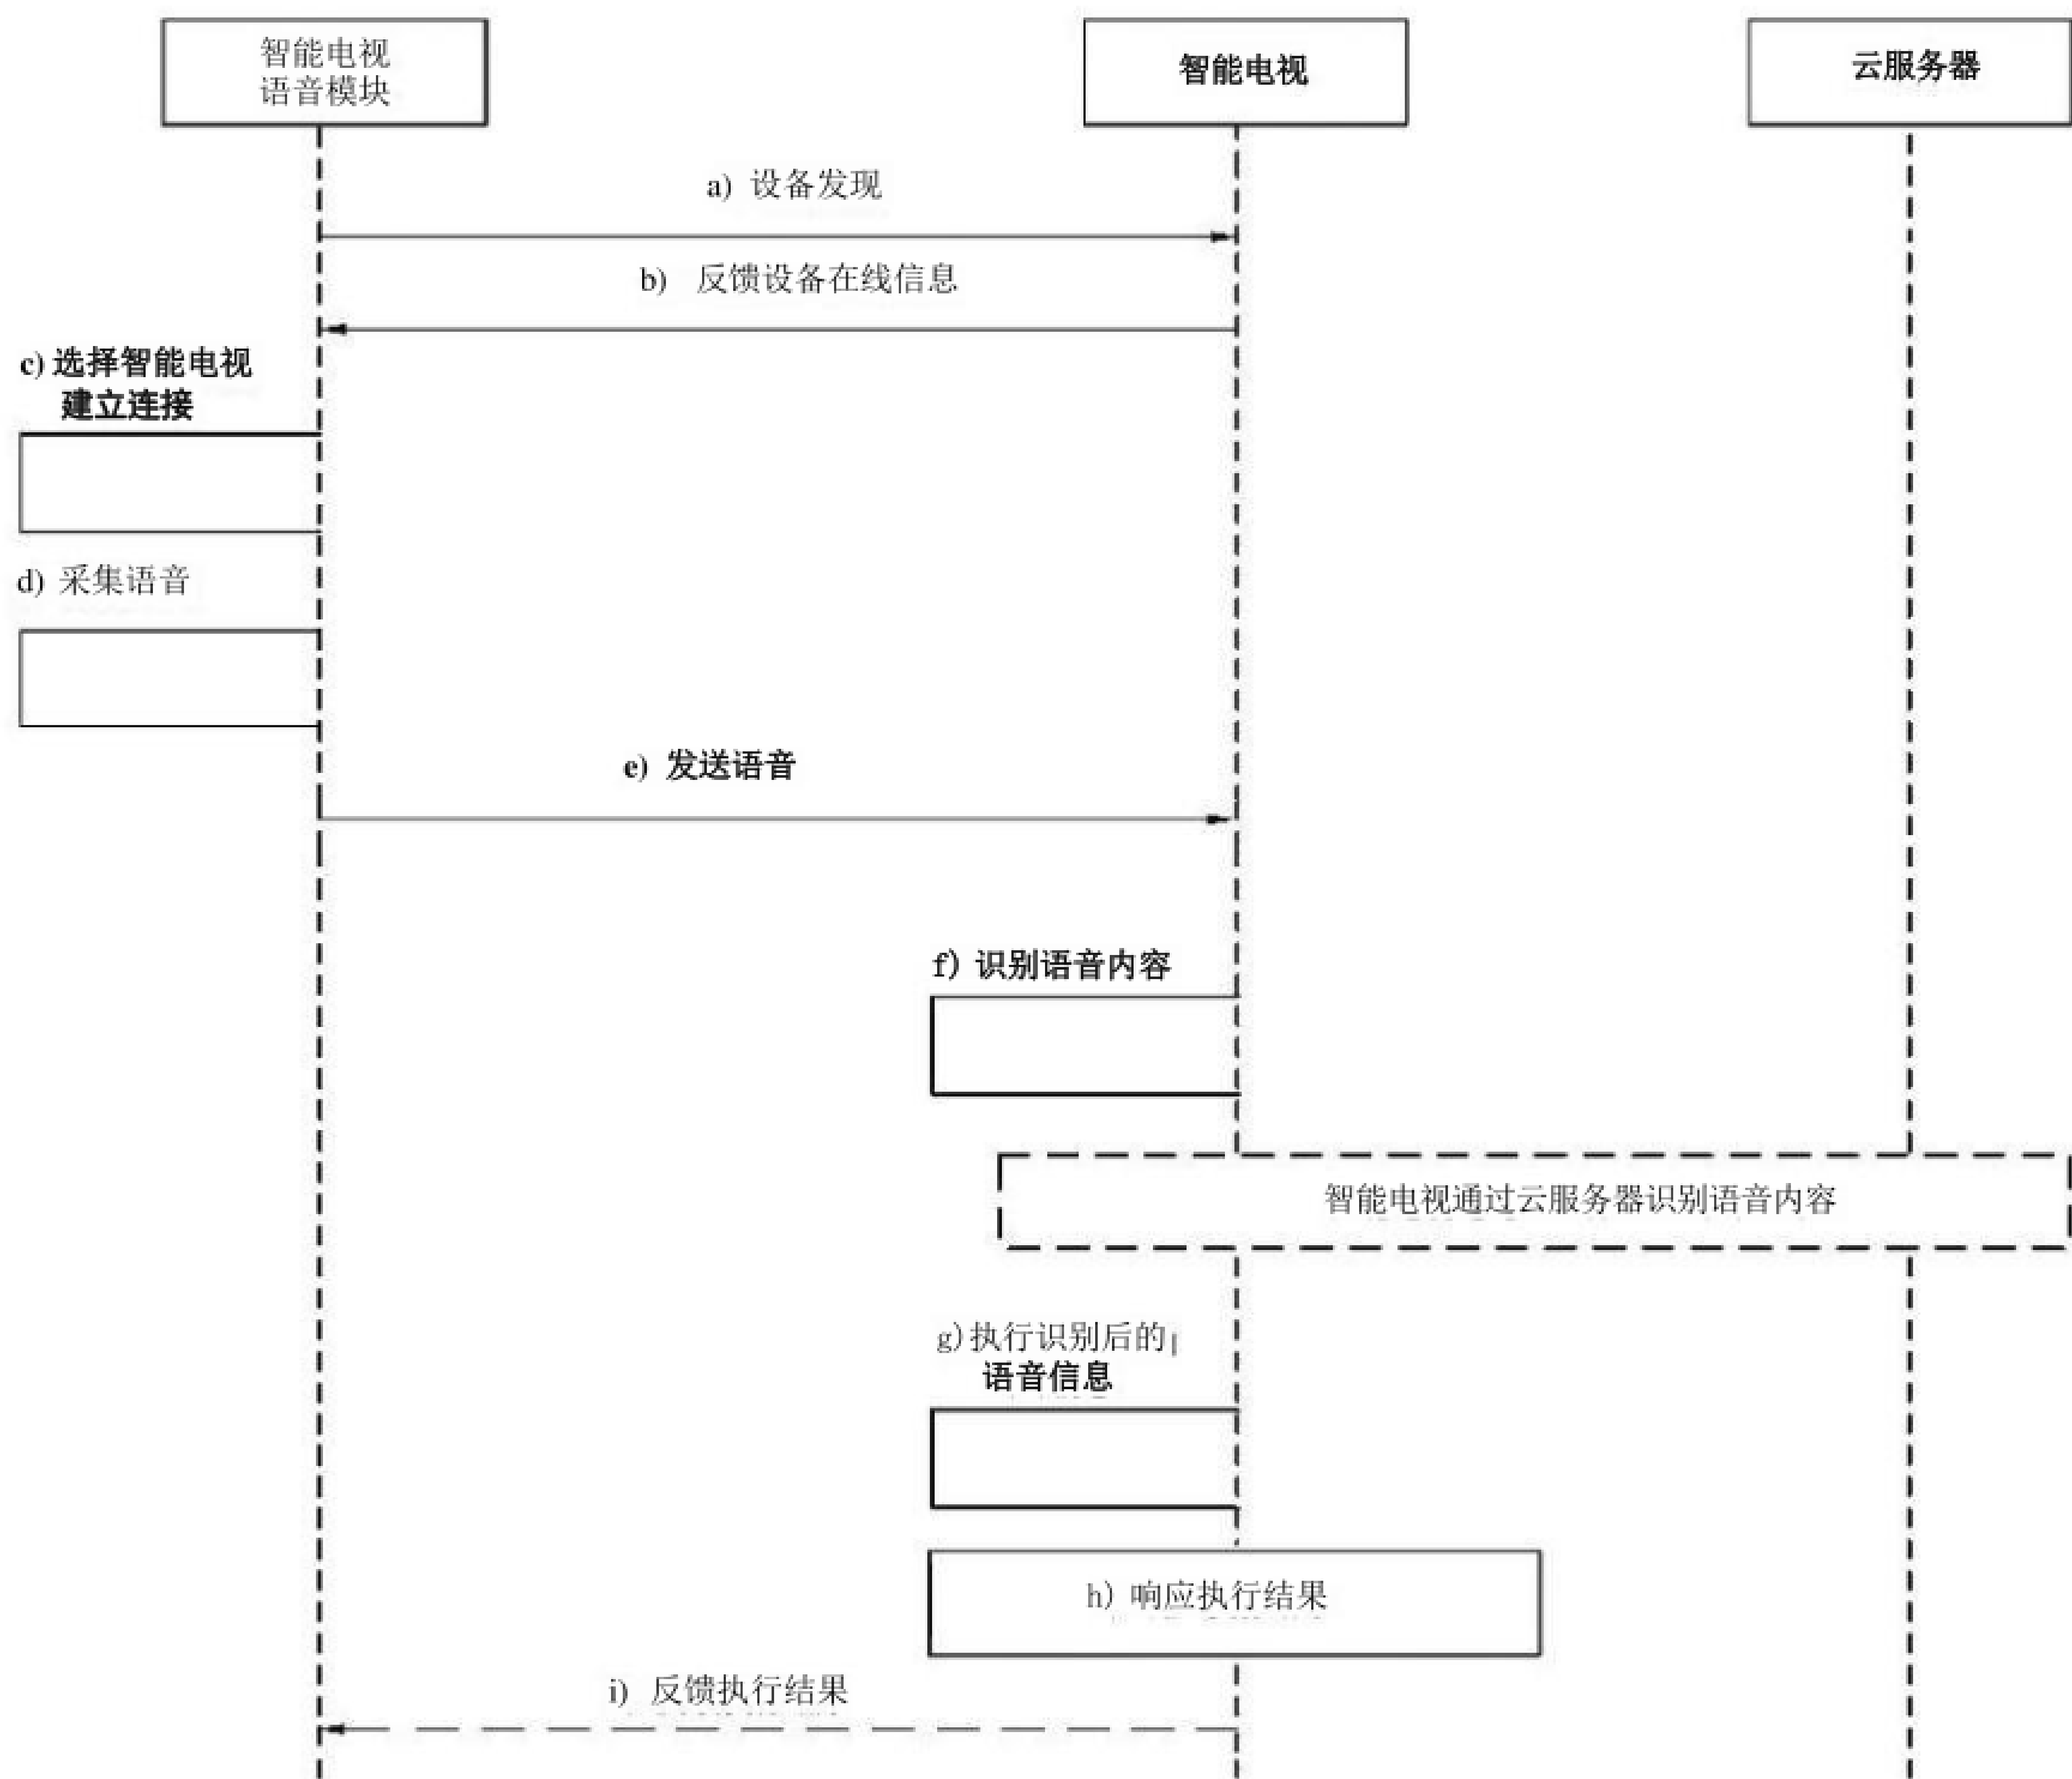 智能电视
语音模块
智能电视
云服务器
a) 设备发现
b) 反馈设备在线信息
c) 选择智能电视
建立连接
d) 采集语音
e) 发送语音
f) 识别语音内容
智能电视通过云服务器识别语音内容
g)执行识别后的
语音信息
h) 响应执行结果
i) 反馈执行结果